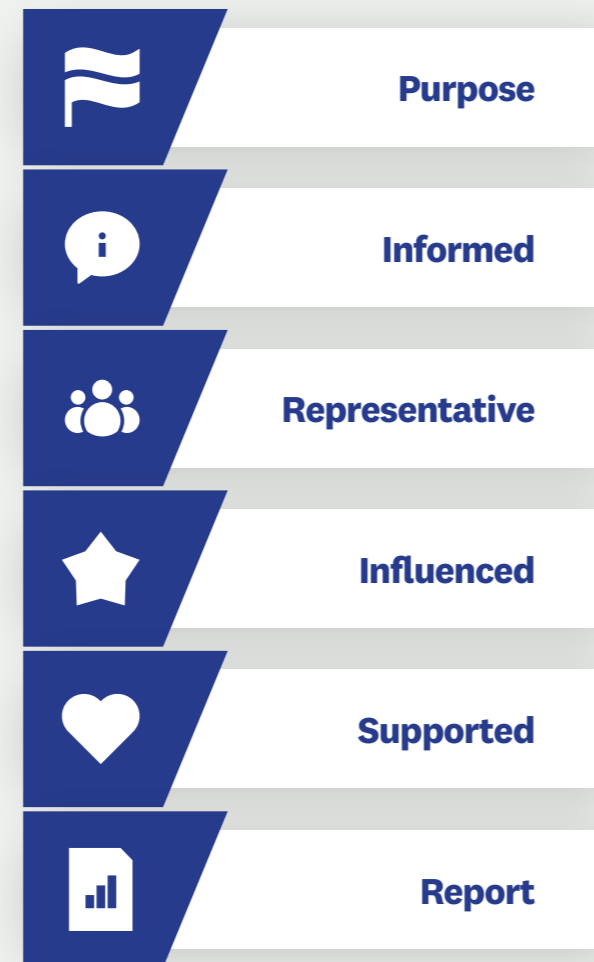 Purpose
Informed
Representative
Influenced
Supported
Report